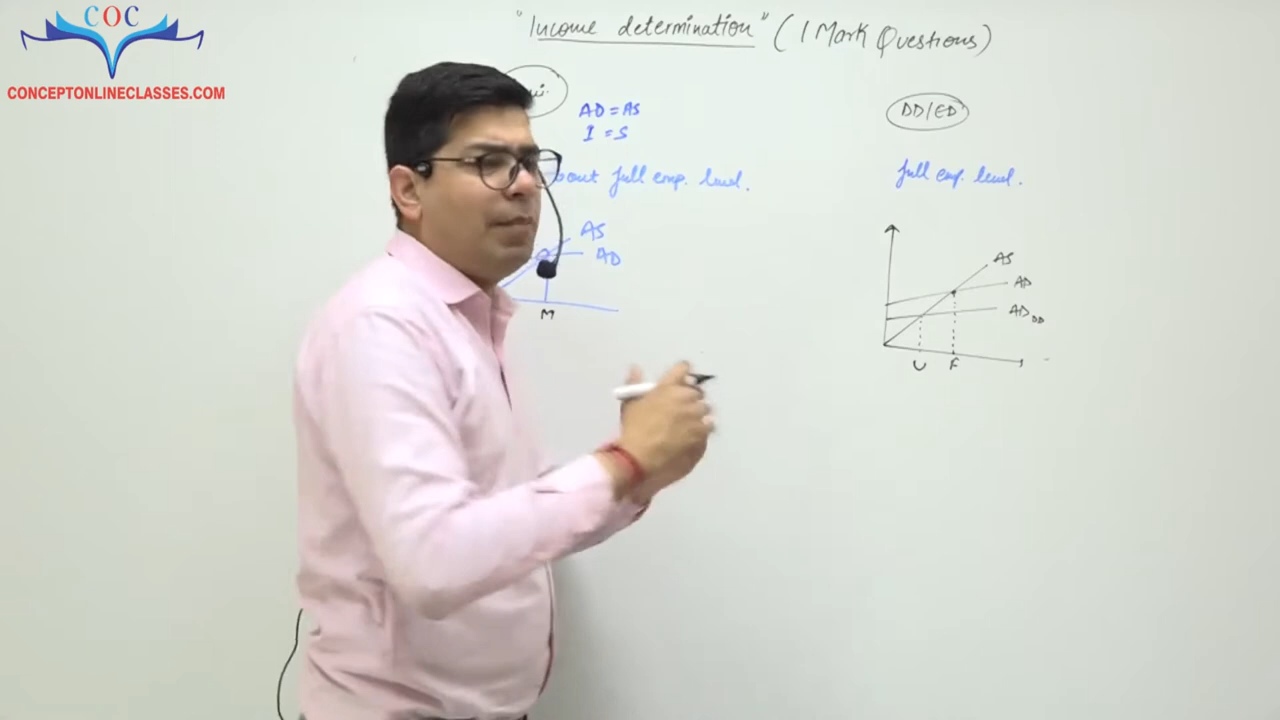 COC
CONCEPTONLINECLASSES.COM
"Income determination" (1 Mark Questions)
AD = AS
I = S
full emp. level.
AS
AD
M
DD/ED
full emp. level.
AS
AD
AD DD
U F